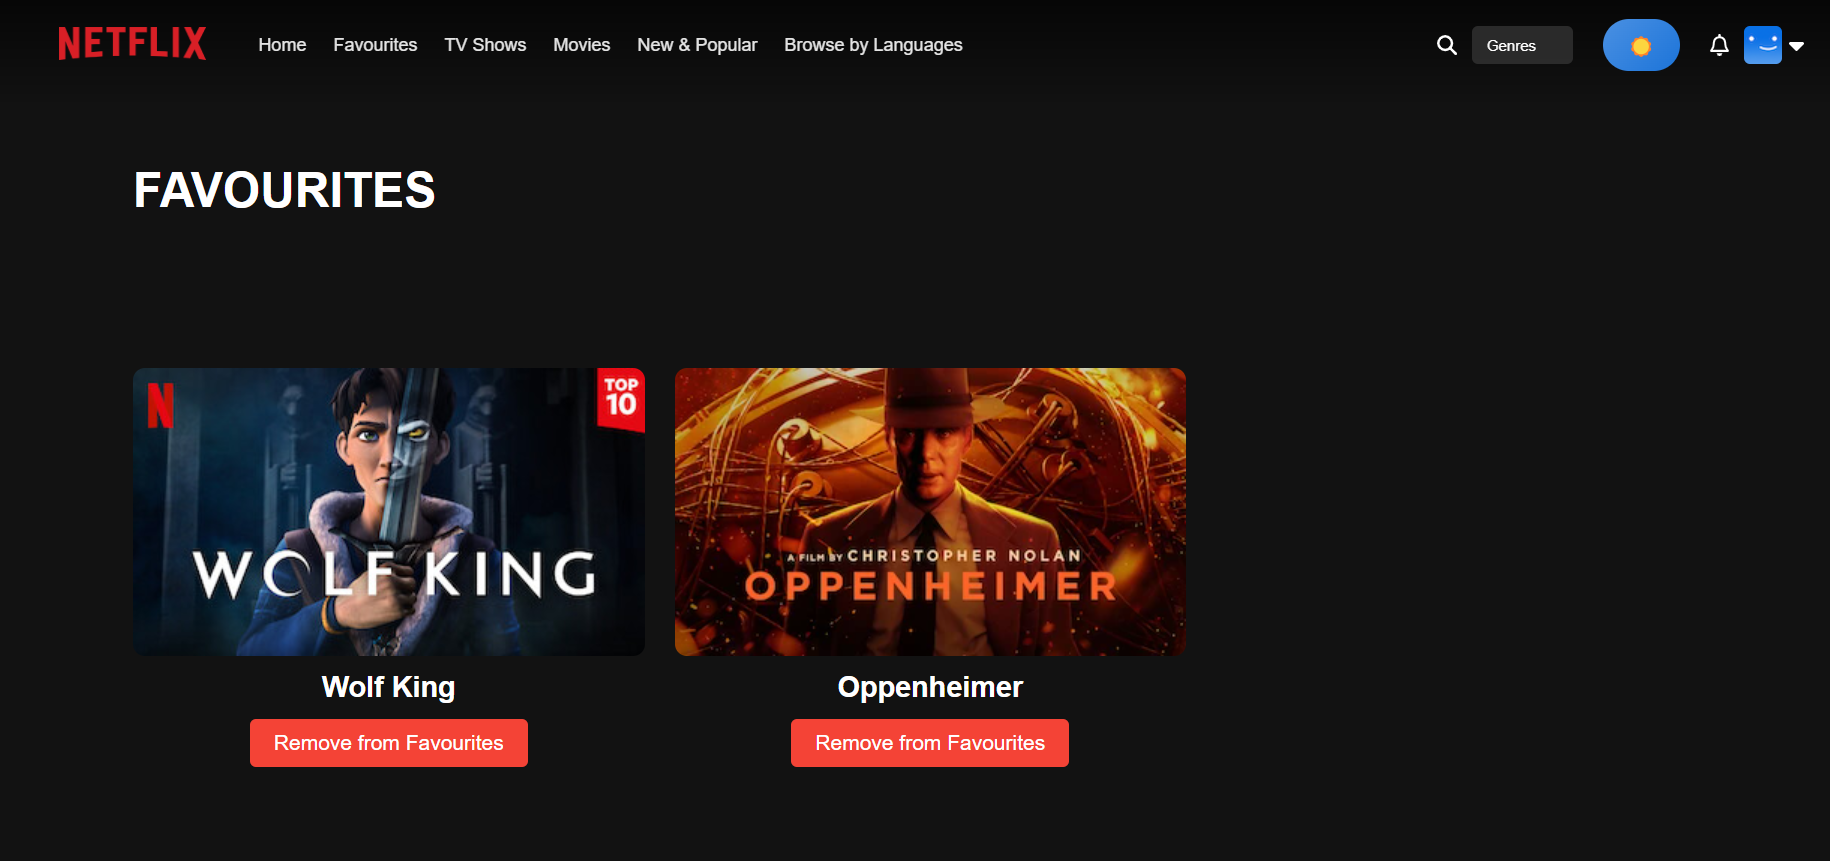 NETFLIX
Home Favourites TV Shows Movies New & Popular Browse by Languages
Genres
FAVOURITES
N
TOP
10
WOLF KING
A FILM BY CHRISTOPHER NOLAN
OPPENHEIMER
Wolf King
Oppenheimer
Remove from Favourites
Remove from Favourites